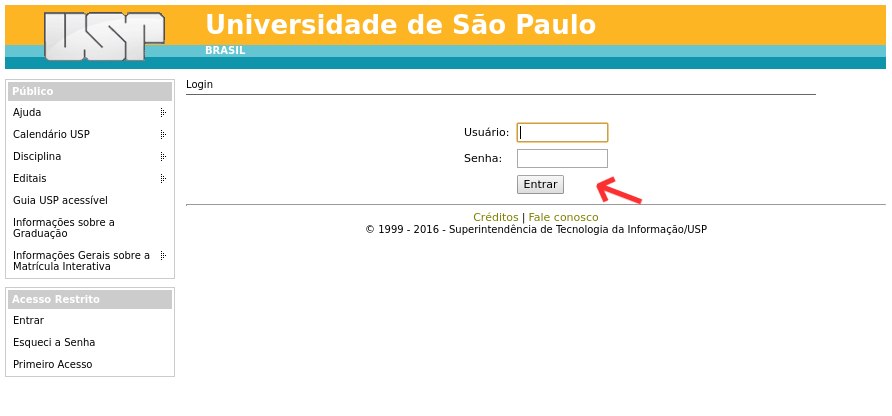 USP
Universidade de São Paulo
BRASIL
Público
Ajuda
Calendário USP
Disciplina
Editais
Guia USP acessível
Informações sobre a
Graduação
Informações Gerais sobre a
Matrícula Interativa
Acesso Restrito
Entrar
Esqueci a Senha
Primeiro Acesso
Login
Usuário:
Senha:
Entrar
Créditos | Fale conosco
© 1999 - 2016 - Superintendência de Tecnologia da Informação/USP